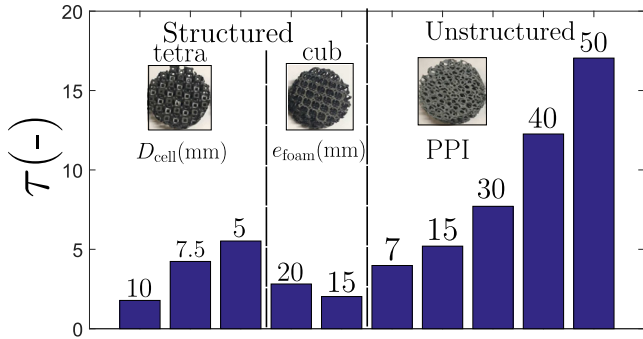 Structured
Unstructured
tetra
cub
D_cell(mm)
e_foam(mm)
PPI
τ(-)
20
15
10
5
0
10
7.5
5
20
15
7
15
30
40
50